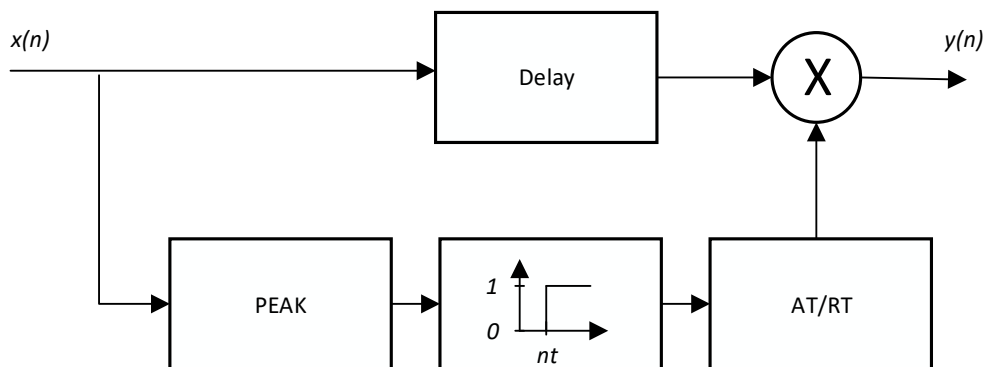 x(n)
y(n)
Delay
X
PEAK
1
0
nt
AT/RT